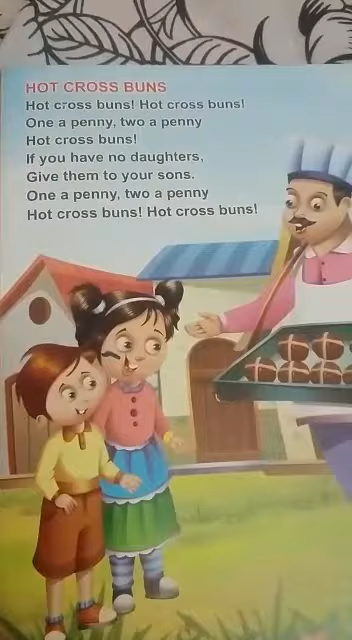 HOT CROSS BUNS
Hot cross buns! Hot cross buns!
One a penny, two a penny
Hot cross buns!
If you have no daughters,
Give them to your sons.
One a penny, two a penny
Hot cross buns! Hot cross buns!